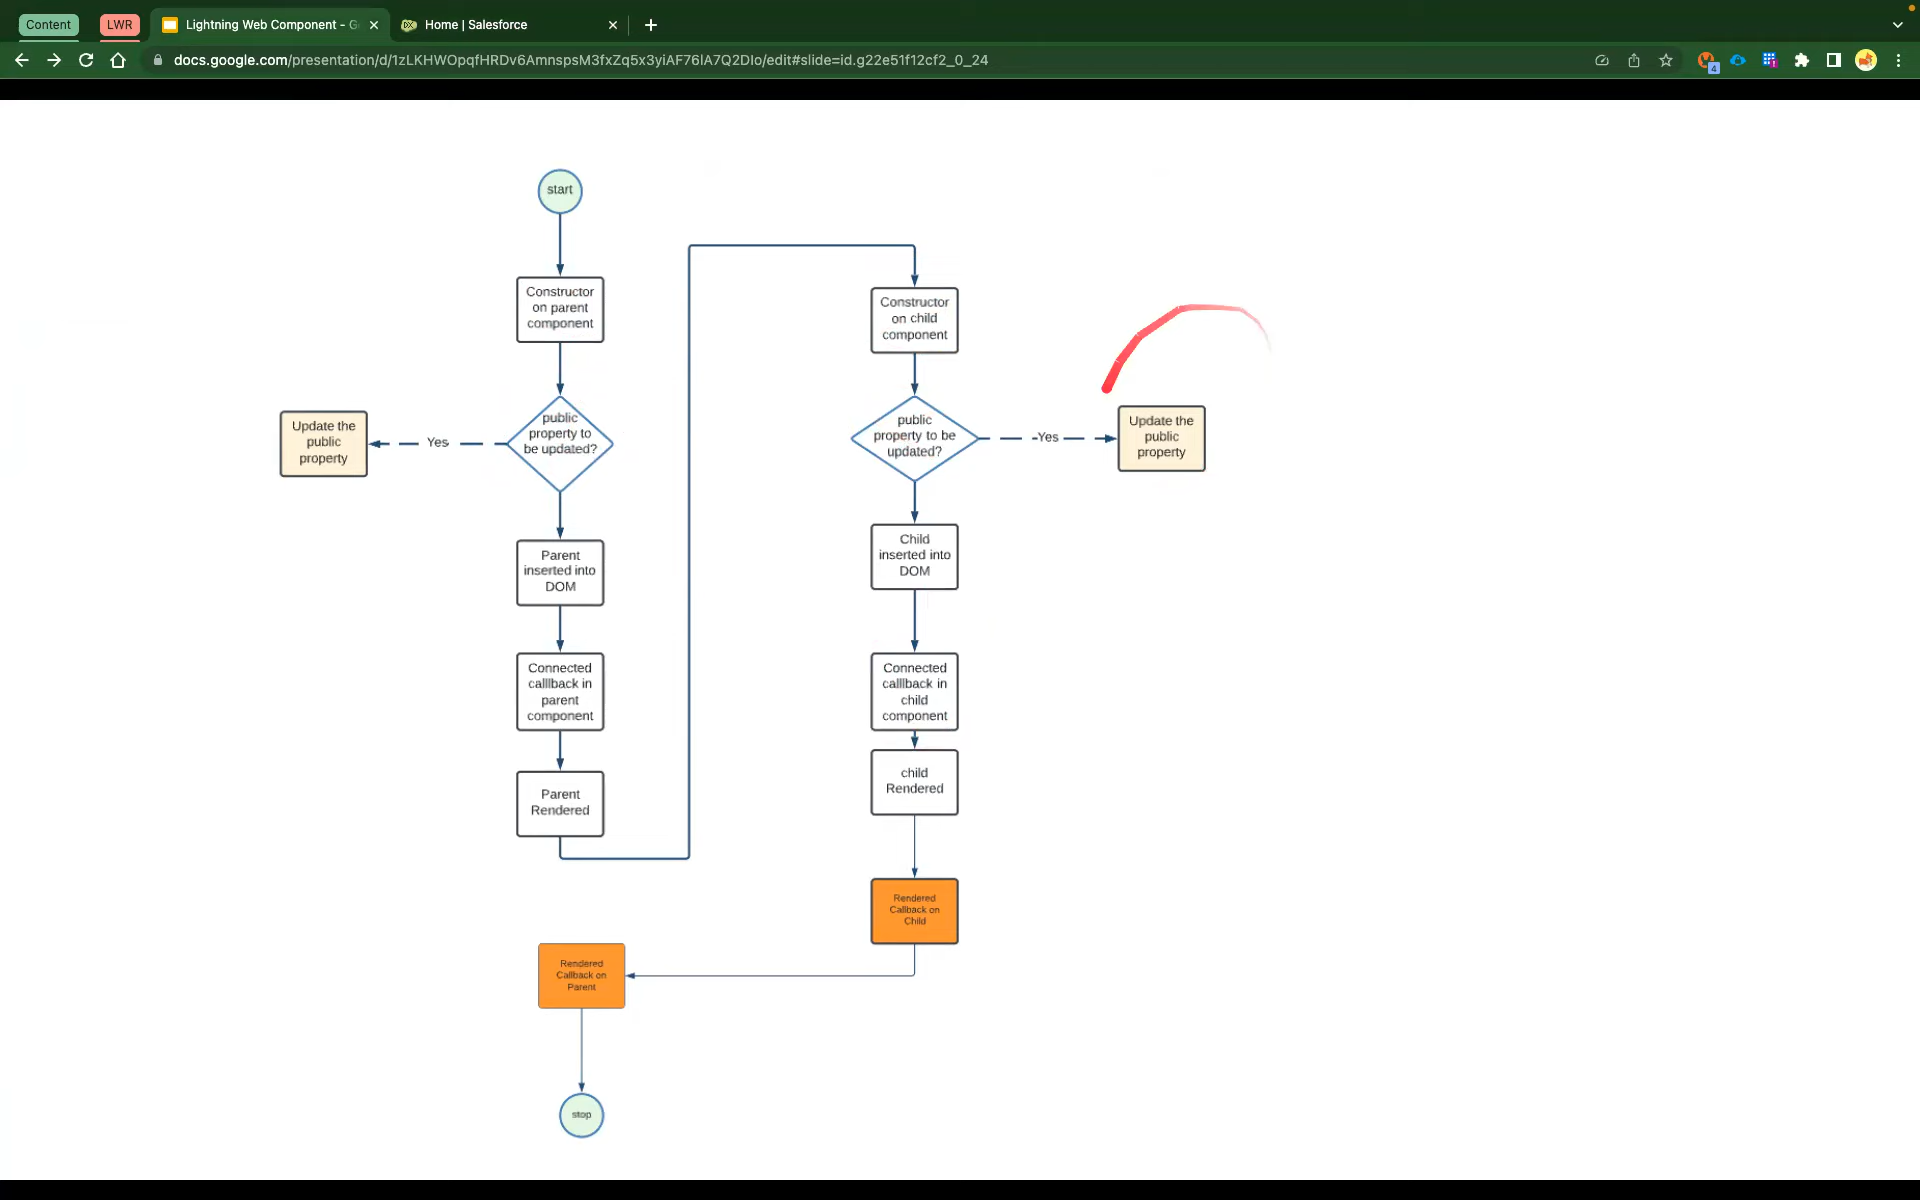 Content
LWR
Lightning Web Component - G
Home | Salesforce
docs.google.com/presentation/d/1zLKHWOpqfHRDv6AmnspsM3fxZq5x3yiAF76lA7Q2DIo/edit#slide=id.g22e51f12cf2_0_24
4
start
Constructor
on parent
component
public
property to
be updated?
Yes
Update the
public
property
Parent
inserted into
DOM
Connected
calllback in
parent
component
Parent
Rendered
Constructor
on child
component
public
property to be
updated?
Yes
Update the
public
property
Child
inserted into
DOM
Connected
calllback in
child
component
child
Rendered
Rendered
Callback on
Child
Rendered
Callback on
Parent
stop